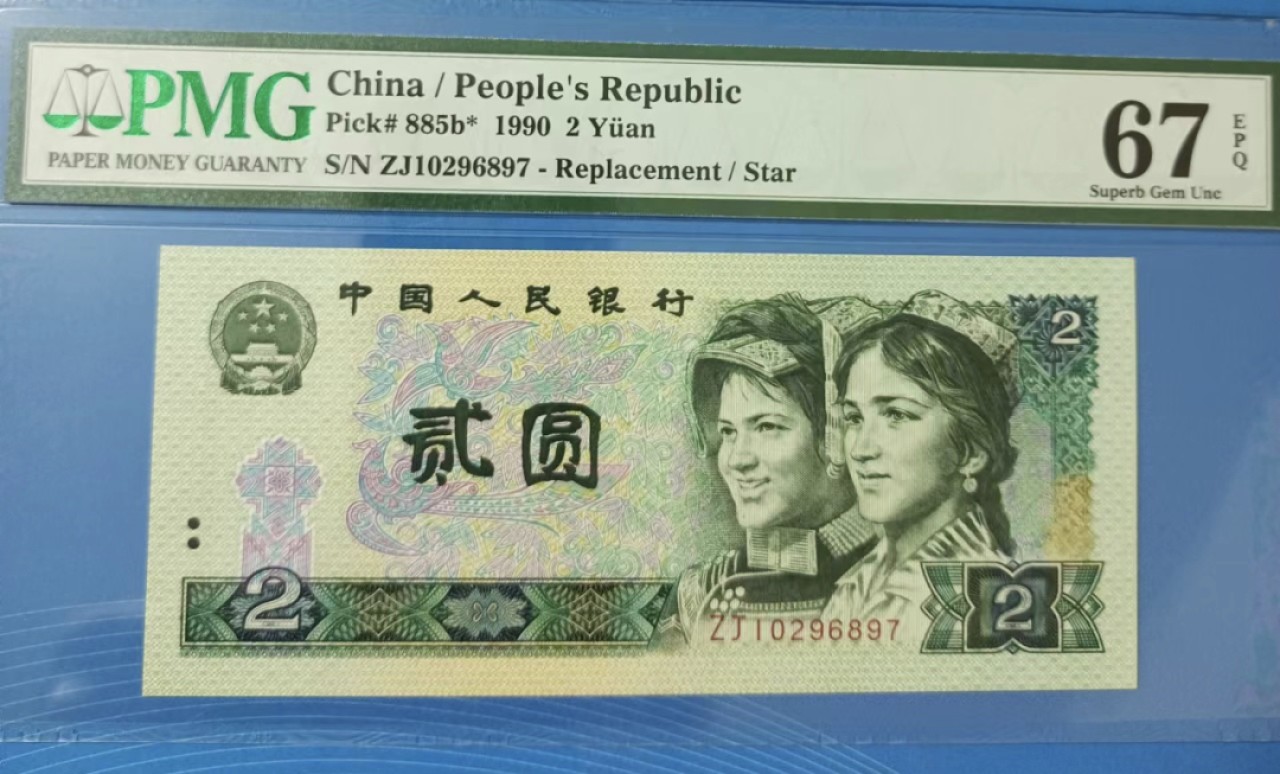 PMG
PAPER MONEY GUARANTY
China / People's Republic
Pick# 885b* 1990 2 Yüan
S/N ZJ10296897 - Replacement / Star
67
EPQ
Superb Gem Unc
中国人民银行
2
贰圆
2
ZJ10296897
2